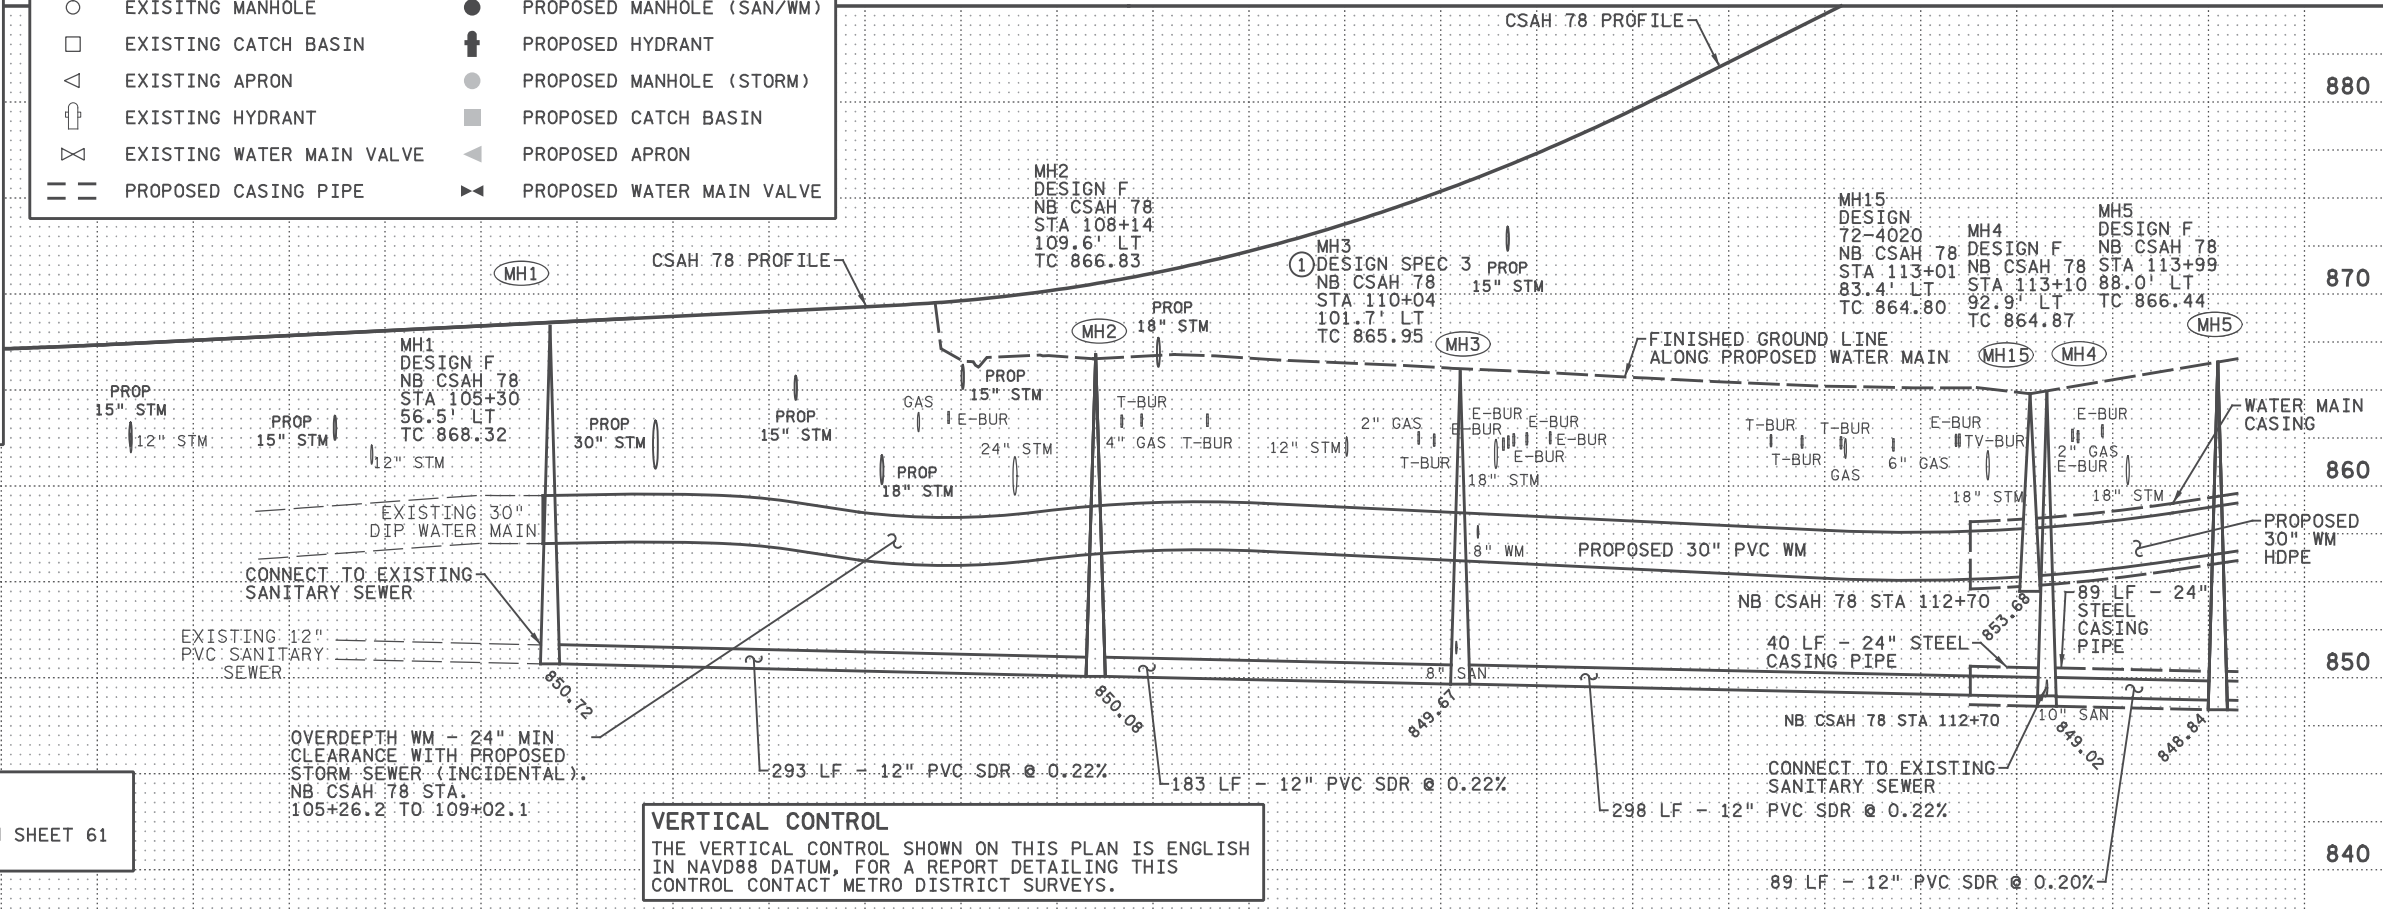 EXISITNG MANHOLE
PROPOSED MANHOLE (SAN/WM)
EXISTING CATCH BASIN
PROPOSED HYDRANT
EXISTING APRON
PROPOSED MANHOLE (STORM)
EXISTING HYDRANT
PROPOSED CATCH BASIN
EXISTING WATER MAIN VALVE
PROPOSED APRON
PROPOSED CASING PIPE
PROPOSED WATER MAIN VALVE
CSAH 78 PROFILE
880
870
860
850
840
MH1
CSAH 78 PROFILE
MH2
DESIGN F
NB CSAH 78
STA 108+14
109.6' LT
TC 866.83
MH3
1
DESIGN SPEC 3
NB CSAH 78
STA 110+04
101.7' LT
TC 865.95
PROP
15" STM
MH15
DESIGN
72-4020
NB CSAH 78
STA 113+01
83.4' LT
TC 864.80
MH4
DESIGN F
NB CSAH 78
STA 113+10
92.9' LT
TC 864.87
MH5
DESIGN F
NB CSAH 78
STA 113+99
88.0' LT
TC 866.44
MH2
PROP
18" STM
MH3
FINISHED GROUND LINE
ALONG PROPOSED WATER MAIN
MH15
MH4
MH5
MH1
DESIGN F
NB CSAH 78
STA 105+30
56.5' LT
TC 868.32
PROP
15" STM
12" STM
PROP
15" STM
12" STM
PROP
30" STM
PROP
15" STM
GAS
E-BUR
PROP
15" STM
PROP
18" STM
24" STM
T-BUR
4" GAS
T-BUR
12" STM
2" GAS
T-BUR
E-BUR
E-BUR
E-BUR
E-BUR
18" STM
T-BUR
T-BUR
T-BUR
GAS
6" GAS
E-BUR
TV-BUR
18" STM
E-BUR
2" GAS
E-BUR
18" STM
WATER MAIN
CASING
EXISTING 30"
DIP WATER MAIN
8" WM
PROPOSED 30" PVC WM
PROPOSED
30" WM
HDPE
CONNECT TO EXISTING
SANITARY SEWER
NB CSAH 78 STA 112+70
853.68
89 LF - 24"
STEEL
CASING
PIPE
EXISTING 12"
PVC SANITARY
SEWER
40 LF - 24" STEEL
CASING PIPE
8" SAN
850.72
850.08
849.67
NB CSAH 78 STA 112+70
10" SAN
849.02
848.84
OVERDEPTH WM - 24" MIN
CLEARANCE WITH PROPOSED
STORM SEWER (INCIDENTAL).
NB CSAH 78 STA.
105+26.2 TO 109+02.1
293 LF - 12" PVC SDR @ 0.22%
183 LF - 12" PVC SDR @ 0.22%
CONNECT TO EXISTING
SANITARY SEWER
298 LF - 12" PVC SDR @ 0.22%
89 LF - 12" PVC SDR @ 0.20%
SHEET 61
VERTICAL CONTROL
THE VERTICAL CONTROL SHOWN ON THIS PLAN IS ENGLISH
IN NAVD88 DATUM, FOR A REPORT DETAILING THIS
CONTROL CONTACT METRO DISTRICT SURVEYS.